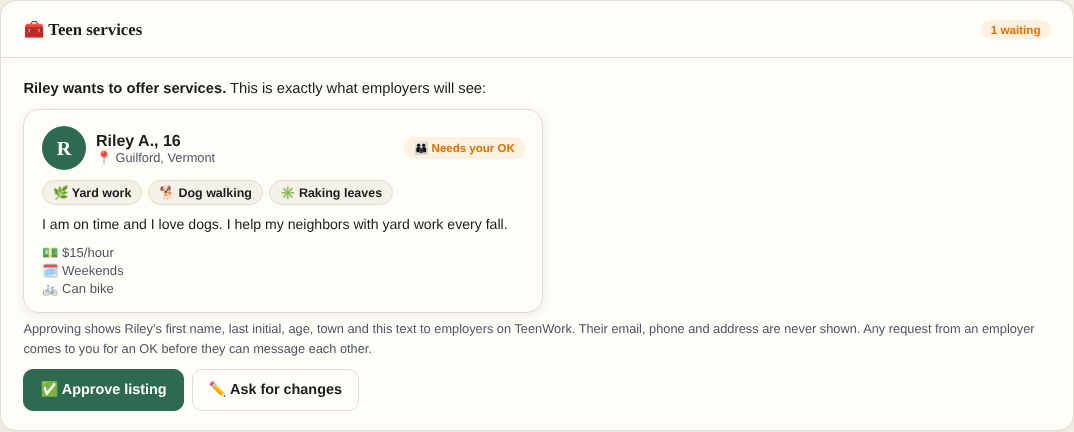 🧰 Teen services
1 waiting
Riley wants to offer services. This is exactly what employers will see:
R
Riley A., 16
👪 Needs your OK
📍 Guilford, Vermont
🌿 Yard work 🐕 Dog walking ✳️ Raking leaves
I am on time and I love dogs. I help my neighbors with yard work every fall.
💵 $15/hour
🗓️ Weekends
🚲 Can bike
Approving shows Riley's first name, last initial, age, town and this text to employers on TeenWork. Their email, phone and address are never shown. Any request from an employer
comes to you for an OK before they can message each other.
✅ Approve listing ✏️ Ask for changes